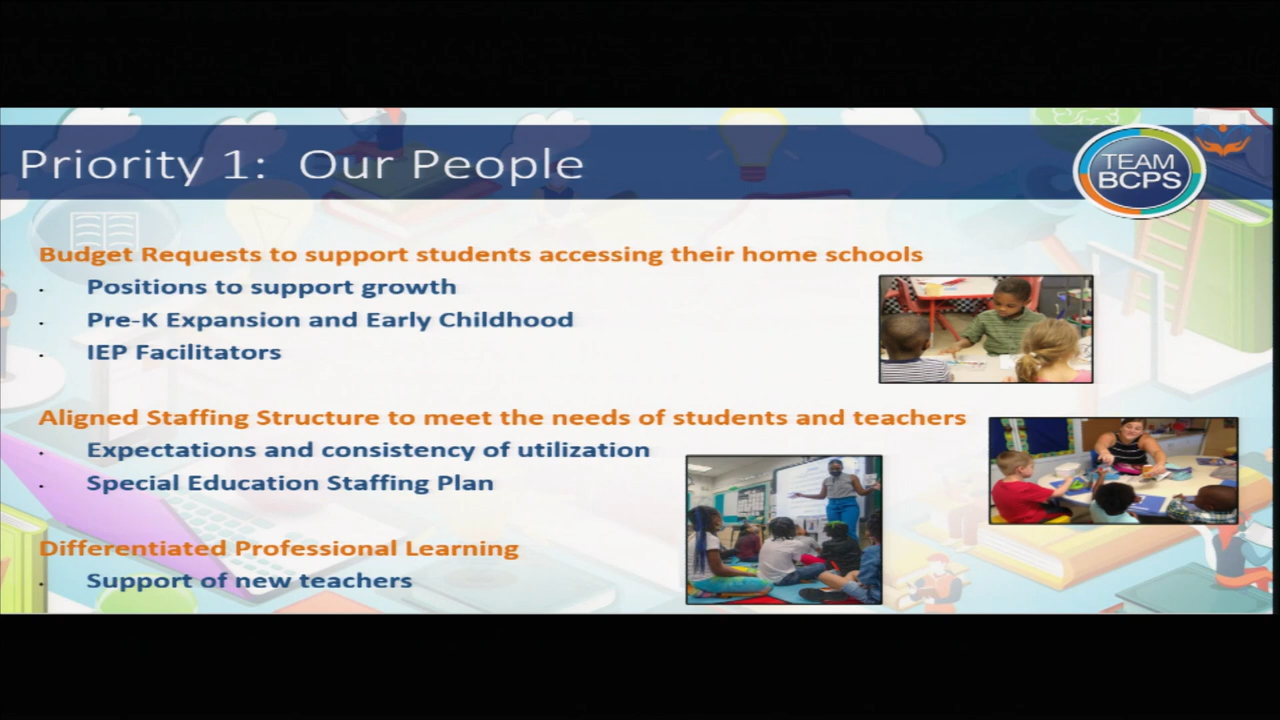 Priority 1: Our People
TEAM
BCPS
Budget Requests to support students accessing their home schools
· Positions to support growth
· Pre-K Expansion and Early Childhood
· IEP Facilitators
Aligned Staffing Structure to meet the needs of students and teachers
· Expectations and consistency of utilization
· Special Education Staffing Plan
Differentiated Professional Learning
· Support of new teachers